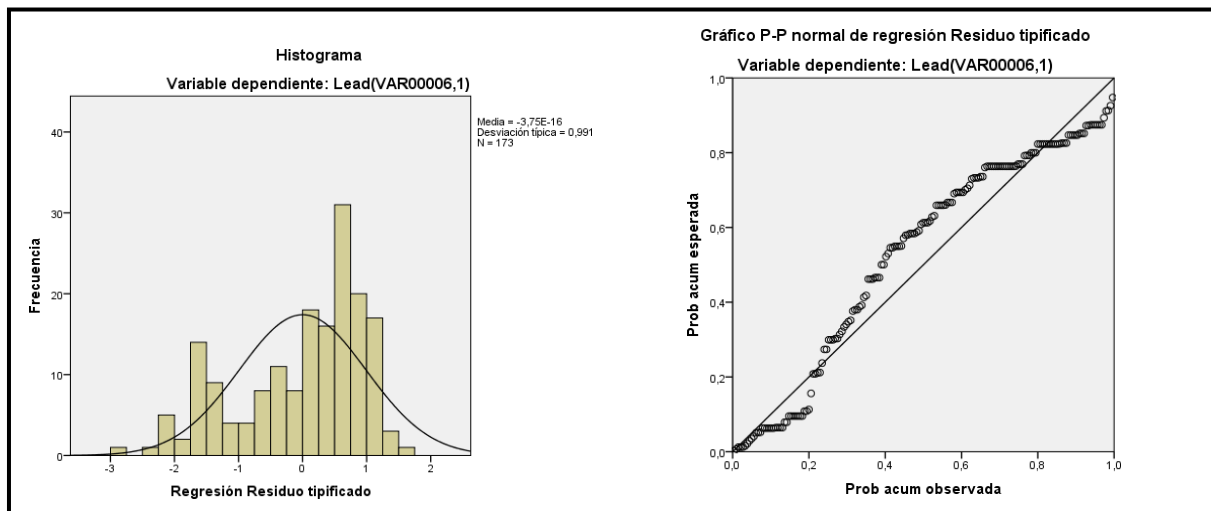 Histograma
Variable dependiente: Lead(VAR00006,1)
Media = -3,75E-16
Desviación típica = 0,991
N = 173
Frecuencia
40
30
20
10
0
-3 -2 -1 0 1 2
Regresión Residuo tipificado
Gráfico P-P normal de regresión Residuo tipificado
Variable dependiente: Lead(VAR00006,1)
Prob acum esperada
1,0
0,8
0,6
0,4
0,2
0,0
0,0 0,2 0,4 0,6 0,8 1,0
Prob acum observada